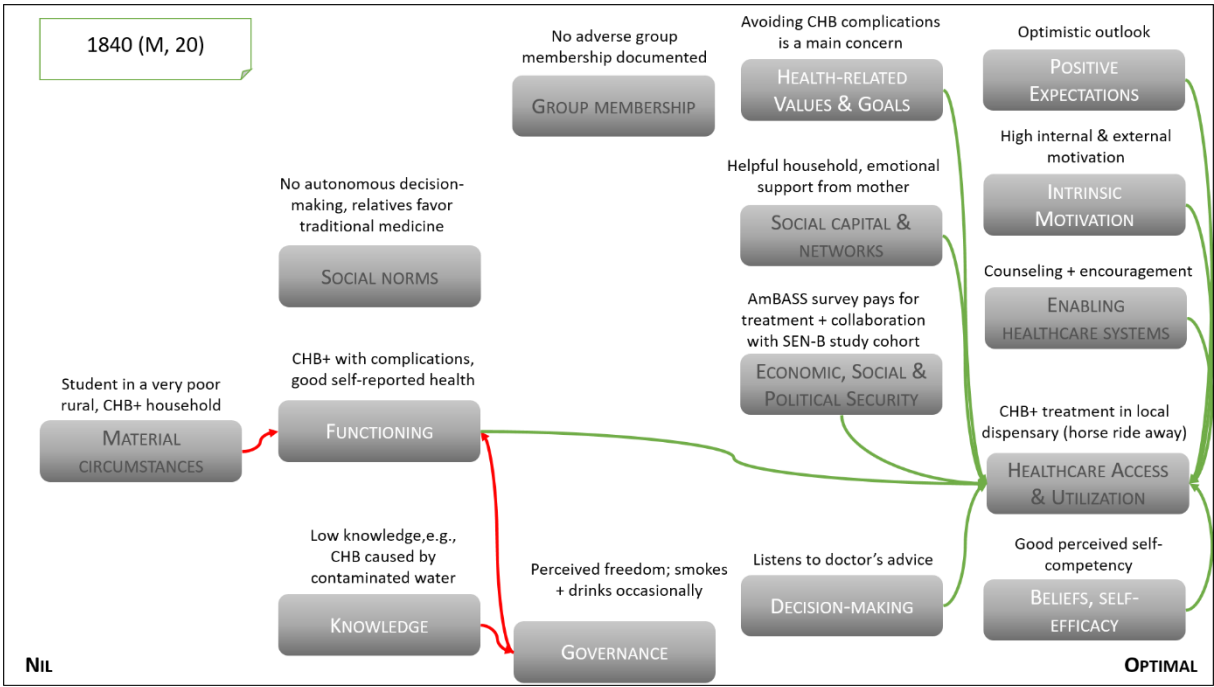 1840 (M, 20)
No adverse group
membership documented
GROUP MEMBERSHIP
Avoiding CHB complications
is a main concern
HEALTH-RELATED
VALUES & GOALS
Optimistic outlook
POSITIVE
EXPECTATIONS
No autonomous decision-
making, relatives favor
traditional medicine
SOCIAL NORMS
Helpful household, emotional
support from mother
SOCIAL CAPITAL &
NETWORKS
High internal & external
motivation
INTRINSIC
MOTIVATION
AmBASS survey pays for
treatment + collaboration
with SEN-B study cohort
ECONOMIC, SOCIAL &
POLITICAL SECURITY
Counseling + encouragement
ENABLING
HEALTHCARE SYSTEMS
Student in a very poor
rural, CHB+ household
MATERIAL
CIRCUMSTANCES
CHB+ with complications,
good self-reported health
FUNCTIONING
CHB+ treatment in local
dispensary (horse ride away)
HEALTHCARE ACCESS
& UTILIZATION
Low knowledge,e.g.,
CHB caused by
contaminated water
KNOWLEDGE
Perceived freedom; smokes
+ drinks occasionally
GOVERNANCE
Listens to doctor's advice
DECISION-MAKING
Good perceived self-
competency
BELIEFS, SELF-
EFFICACY
NIL
OPTIMAL